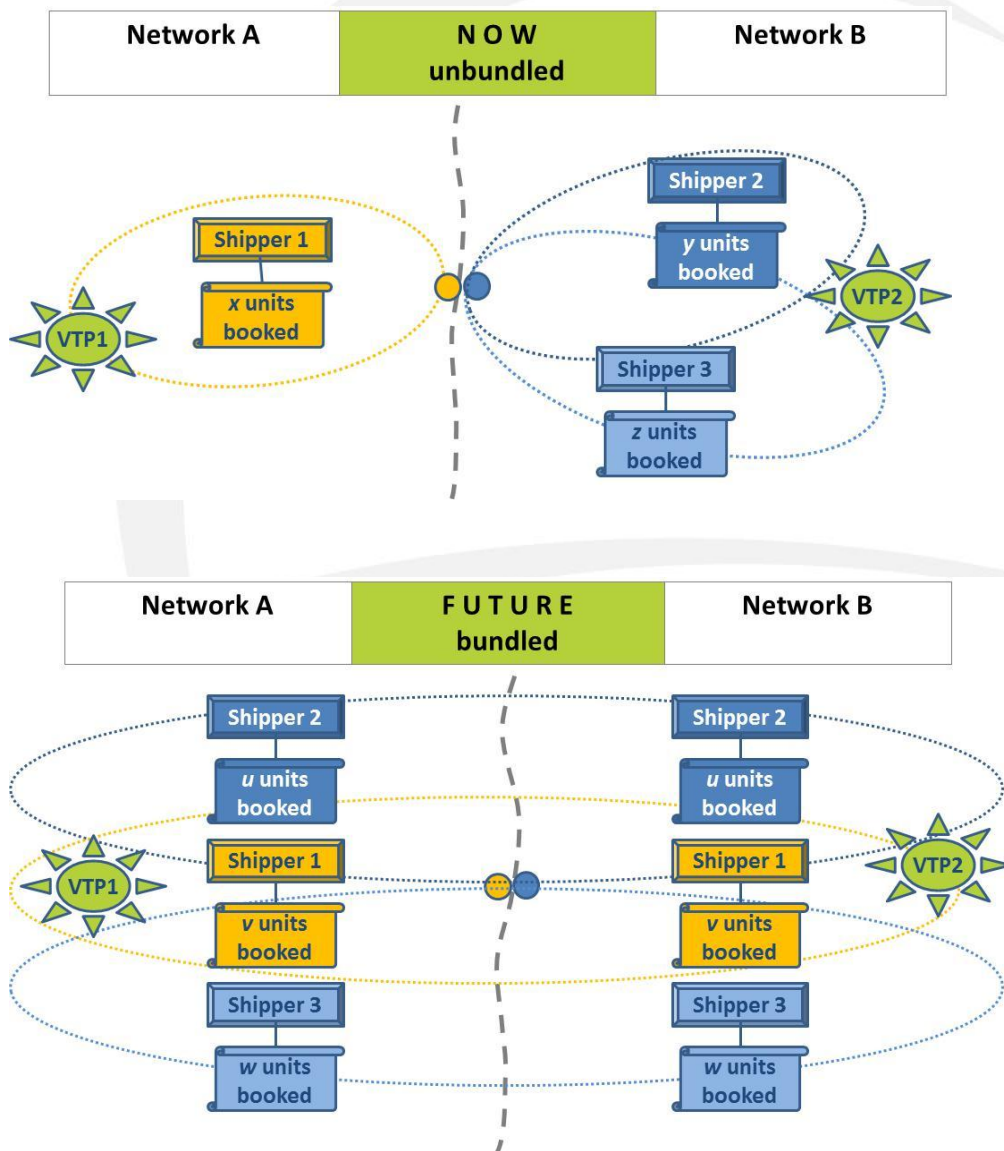 Network A
N O W
unbundled
Network B
Shipper 1
x units
booked
VTP1
Shipper 2
y units
booked
VTP2
Shipper 3
z units
booked
Network A
F U T U R E
bundled
Network B
Shipper 2
u units
booked
Shipper 2
u units
booked
VTP1
Shipper 1
v units
booked
Shipper 1
v units
booked
VTP2
Shipper 3
w units
booked
Shipper 3
w units
booked